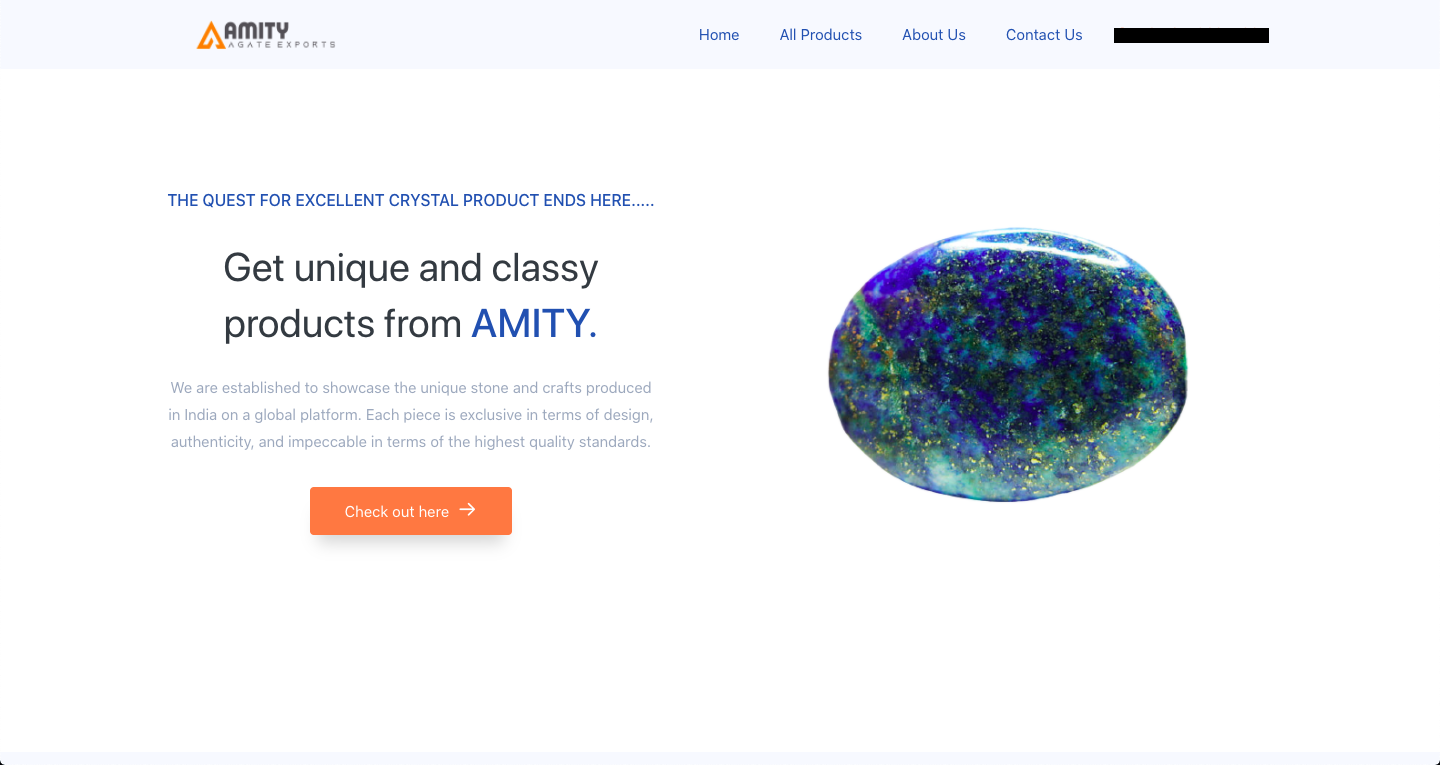 AMITY
AGATE EXPORTS
Home
All Products
About Us
Contact Us
THE QUEST FOR EXCELLENT CRYSTAL PRODUCT ENDS HERE.....
Get unique and classy
products from AMITY.
We are established to showcase the unique stone and crafts produced
in India on a global platform. Each piece is exclusive in terms of design,
authenticity, and impeccable in terms of the highest quality standards.
Check out here